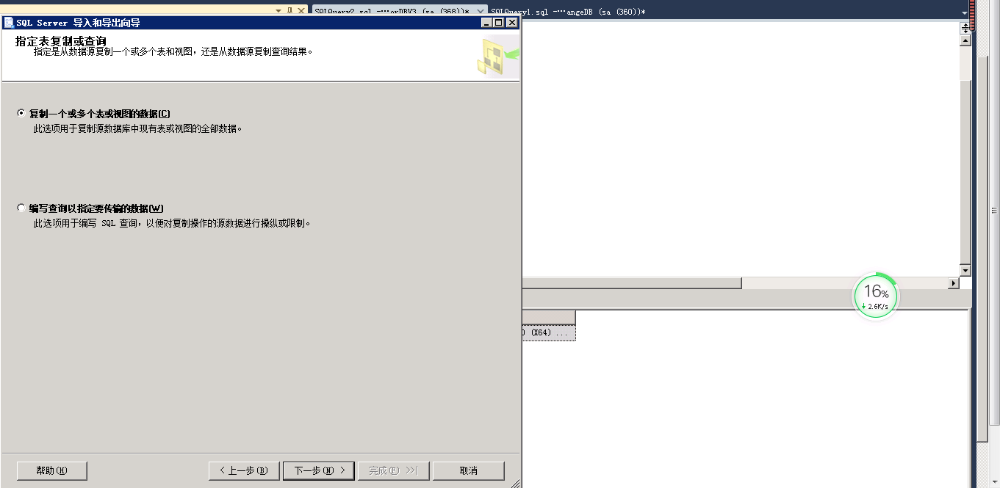 SQLQuery2.sql -···orDBV3 (sa (368))* SQLQuery1.sql -···angeDB (sa (360))*
SQL Server 导入和导出向导
指定表复制或查询
指定是从数据源复制一个或多个表和视图，还是从数据源复制查询结果。
复制一个或多个表或视图的数据(C)
此选项用于复制源数据库中现有表或视图的全部数据。
编写查询以指定要传输的数据(W)
此选项用于编写 SQL 查询，以便对复制操作的源数据进行操纵或限制。
16%
2.6K/s
(X64) ...
帮助(H) < 上一步(B) 下一步(N) > 完成(F) >>| 取消